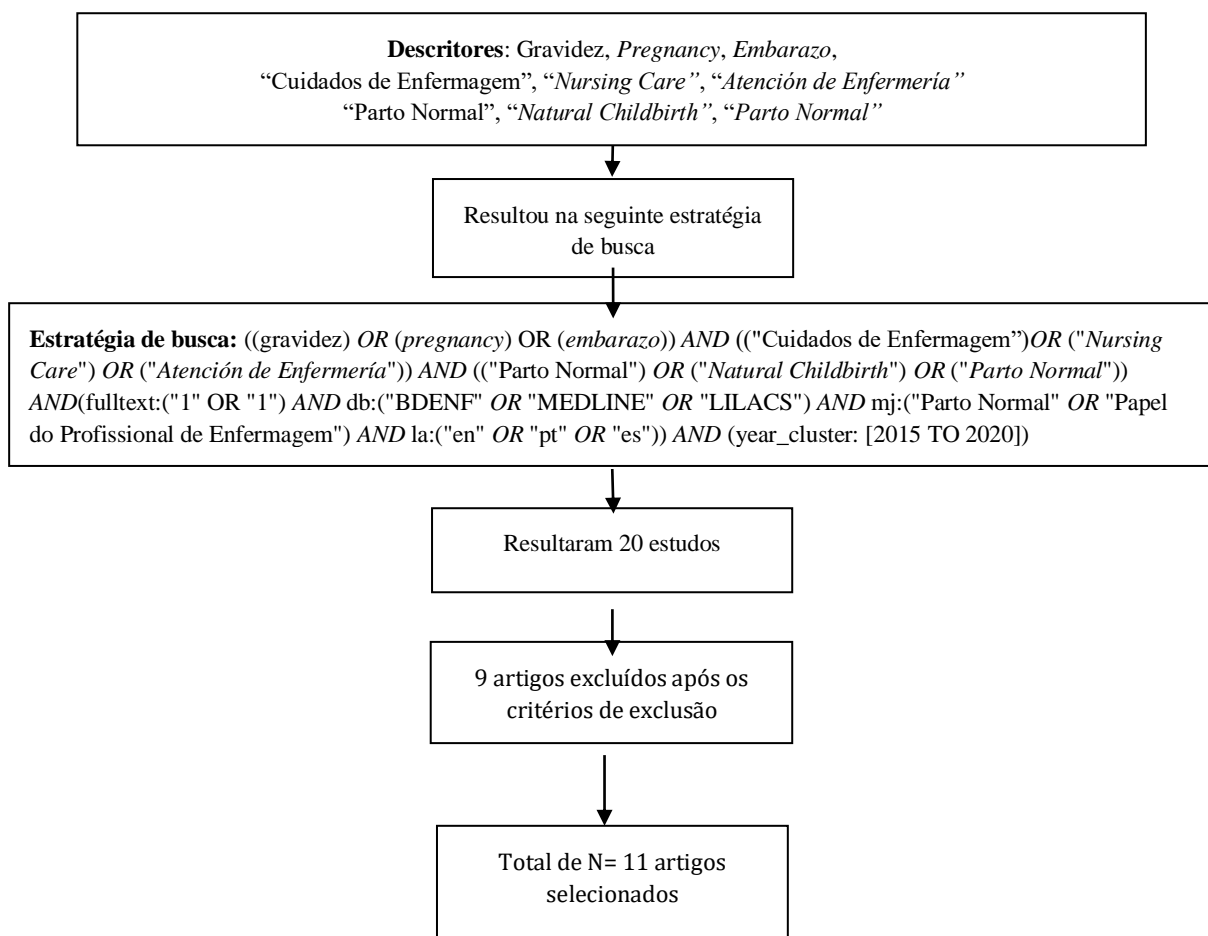 Descritores: Gravidez, Pregnancy, Embarazo,
“Cuidados de Enfermagem”, “Nursing Care”, “Atención de Enfermería”
“Parto Normal”, “Natural Childbirth”, “Parto Normal”
Resultou na seguinte estratégia
de busca
Estratégia de busca: ((gravidez) OR (pregnancy) OR (embarazo)) AND (("Cuidados de Enfermagem”)OR ("Nursing
Care") OR ("Atención de Enfermería")) AND (("Parto Normal") OR ("Natural Childbirth") OR ("Parto Normal"))
AND(fulltext:("1" OR "1") AND db:("BDENF" OR "MEDLINE" OR "LILACS") AND mj:("Parto Normal" OR "Papel
do Profissional de Enfermagem") AND la:("en" OR "pt" OR "es")) AND (year_cluster: [2015 TO 2020])
Resultaram 20 estudos
9 artigos excluídos após os
critérios de exclusão
Total de N= 11 artigos
selecionados